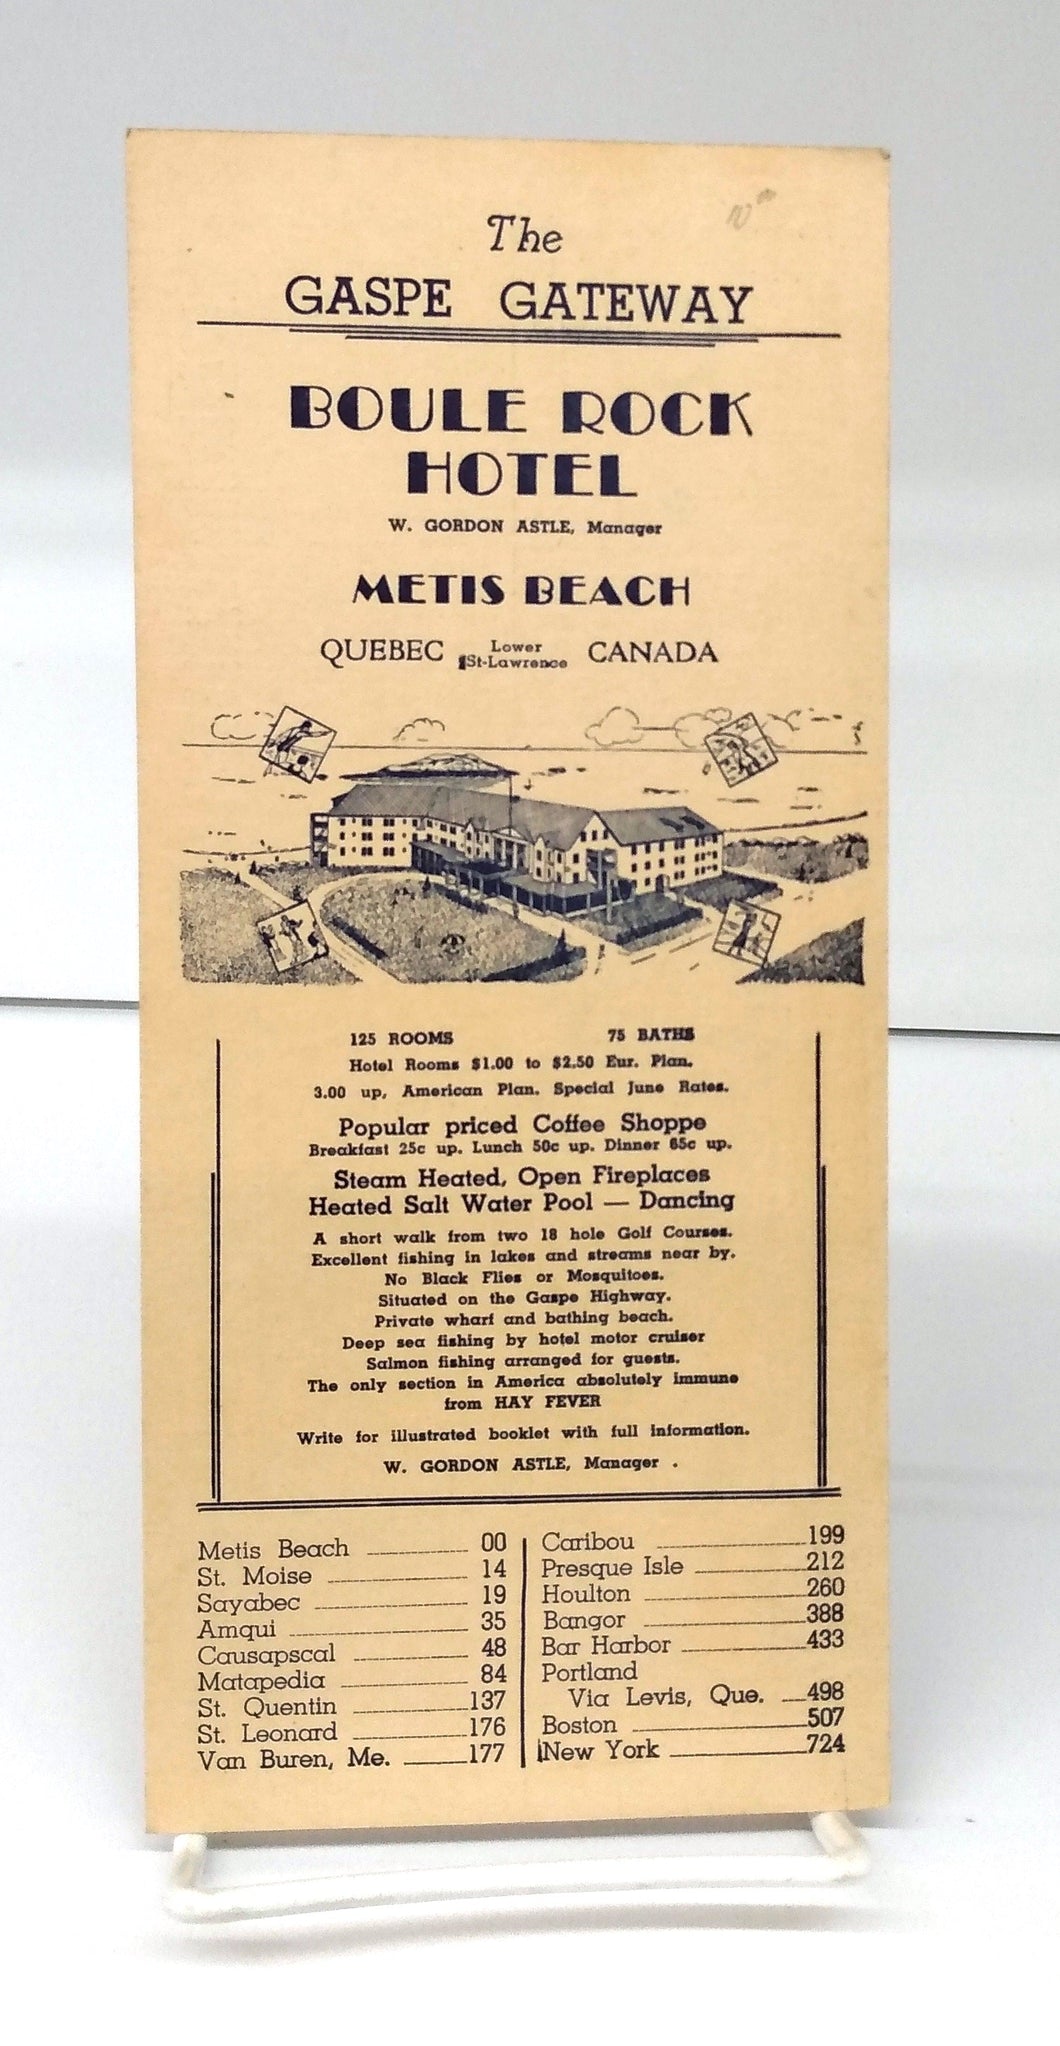 The
GASPE GATEWAY
BOULE ROCK
HOTEL
W. GORDON ASTLE, Manager
METIS BEACH
QUEBEC Lower St-Lawrence CANADA
125 ROOMS 75 BATHS
Hotel Rooms $1.00 to $2.50 Eur. Plan.
3.00 up, American Plan. Special June Rates.
Popular priced Coffee Shoppe
Breakfast 25c up. Lunch 50c up. Dinner 65c up.
Steam Heated, Open Fireplaces
Heated Salt Water Pool — Dancing
A short walk from two 18 hole Golf Courses.
Excellent fishing in lakes and streams near by.
No Black Flies or Mosquitoes.
Situated on the Gaspe Highway.
Private wharf and bathing beach.
Deep sea fishing by hotel motor cruiser
Salmon fishing arranged for guests.
The only section in America absolutely immune
from HAY FEVER
Write for illustrated booklet with full information.
W. GORDON ASTLE, Manager .
Metis Beach 00
St. Moise 14
Sayabec 19
Amqui 35
Causapscal 48
Matapedia 84
St. Quentin 137
St. Leonard 176
Van Buren, Me. 177
Caribou 199
Presque Isle 212
Houlton 260
Bangor 388
Bar Harbor 433
Portland
Via Levis, Que. 498
Boston 507
New York 724